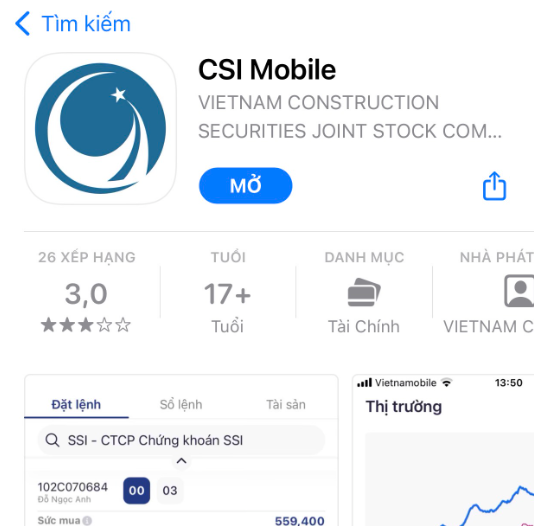 Tìm kiếm
CSI Mobile
VIETNAM CONSTRUCTION
SECURITIES JOINT STOCK COM...
MỞ
26 XẾP HẠNG
3,0
TUỔI
17+
Tuổi
DANH MỤC
Tài Chính
NHÀ PHÁT
VIETNAM C
Đặt lệnh
Sổ lệnh
Tài sản
SSI - CTCP Chứng khoán SSI
102C070684
Đỗ Ngọc Anh
00
03
Sức mua
559,400
Vietnamobile
13:50
Thị trường